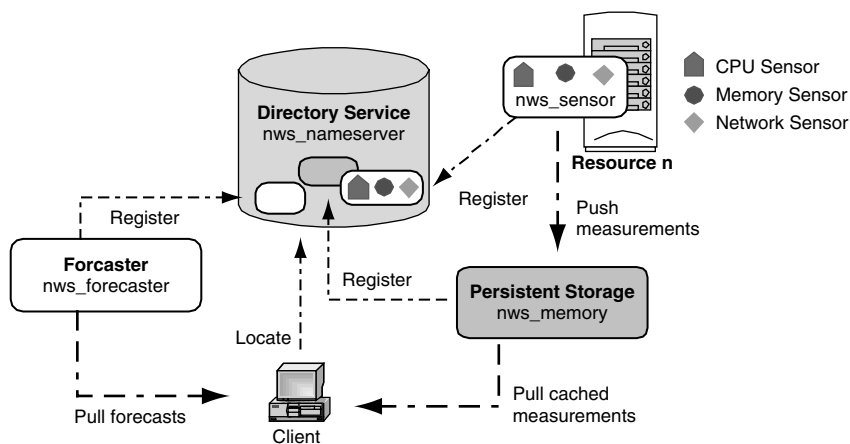 Directory Service
nws_nameserver
nws_sensor
CPU Sensor
Memory Sensor
Network Sensor
Resource n
Register
Register
Push
measurements
Forcaster
nws_forecaster
Register
Persistent Storage
nws_memory
Locate
Pull forecasts
Client
Pull cached
measurements